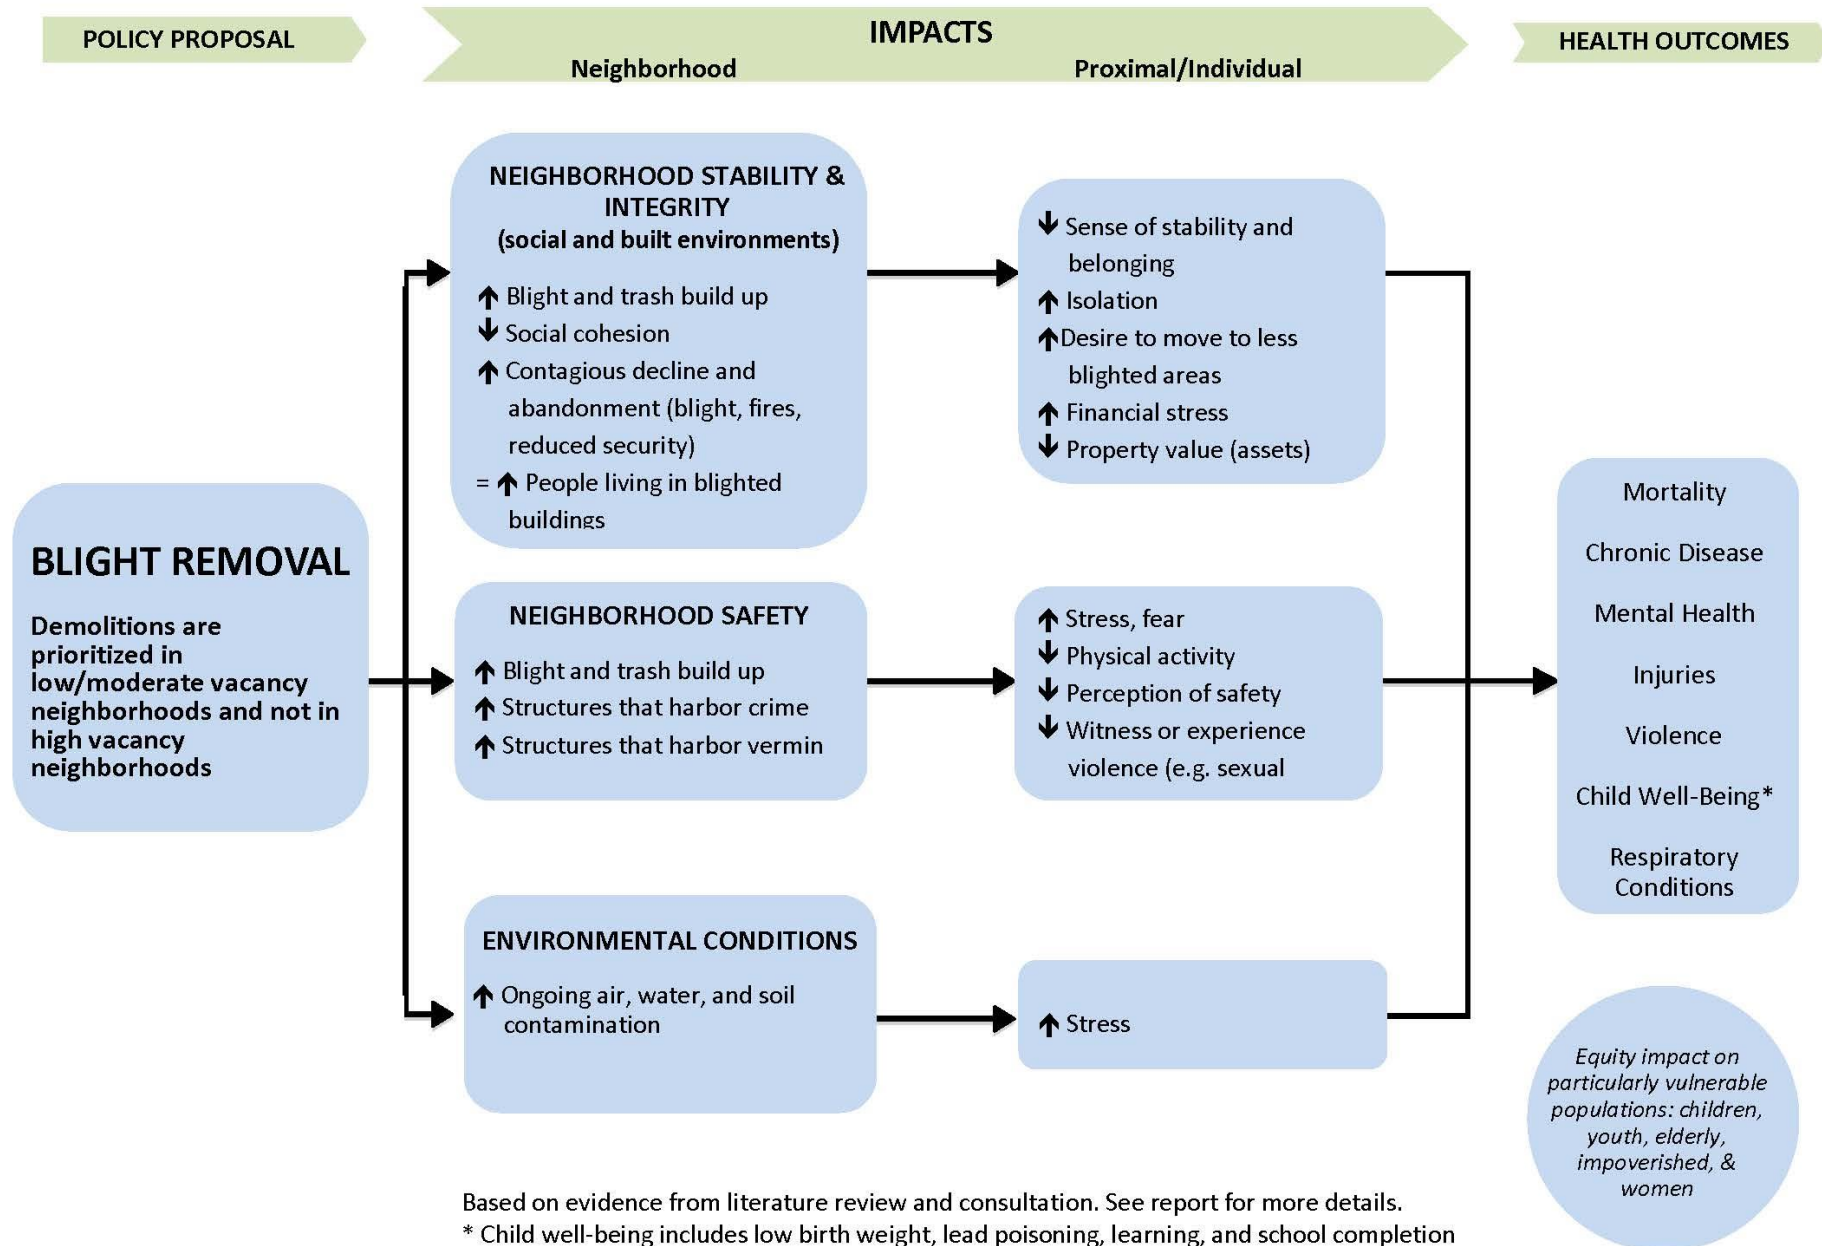 POLICY PROPOSAL
IMPACTS
Neighborhood
Proximal/Individual
HEALTH OUTCOMES
BLIGHT REMOVAL
Demolitions are
prioritized in
low/moderate vacancy
neighborhoods and not in
high vacancy
neighborhoods
NEIGHBORHOOD STABILITY &
INTEGRITY
(social and built environments)
↑ Blight and trash build up
↓ Social cohesion
↑ Contagious decline and
abandonment (blight, fires,
reduced security)
= ↑ People living in blighted
buildings
↓ Sense of stability and
belonging
↑ Isolation
↑Desire to move to less
blighted areas
↑ Financial stress
↓ Property value (assets)
NEIGHBORHOOD SAFETY
↑ Blight and trash build up
↑ Structures that harbor crime
↑ Structures that harbor vermin
↑ Stress, fear
↓ Physical activity
↓ Perception of safety
↓ Witness or experience
violence (e.g. sexual
ENVIRONMENTAL CONDITIONS
↑ Ongoing air, water, and soil
contamination
↑ Stress
Mortality
Chronic Disease
Mental Health
Injuries
Violence
Child Well-Being*
Respiratory
Conditions
Equity impact on
particularly vulnerable
populations: children,
youth, elderly,
impoverished, &
women
Based on evidence from literature review and consultation. See report for more details.
* Child well-being includes low birth weight, lead poisoning, learning, and school completion